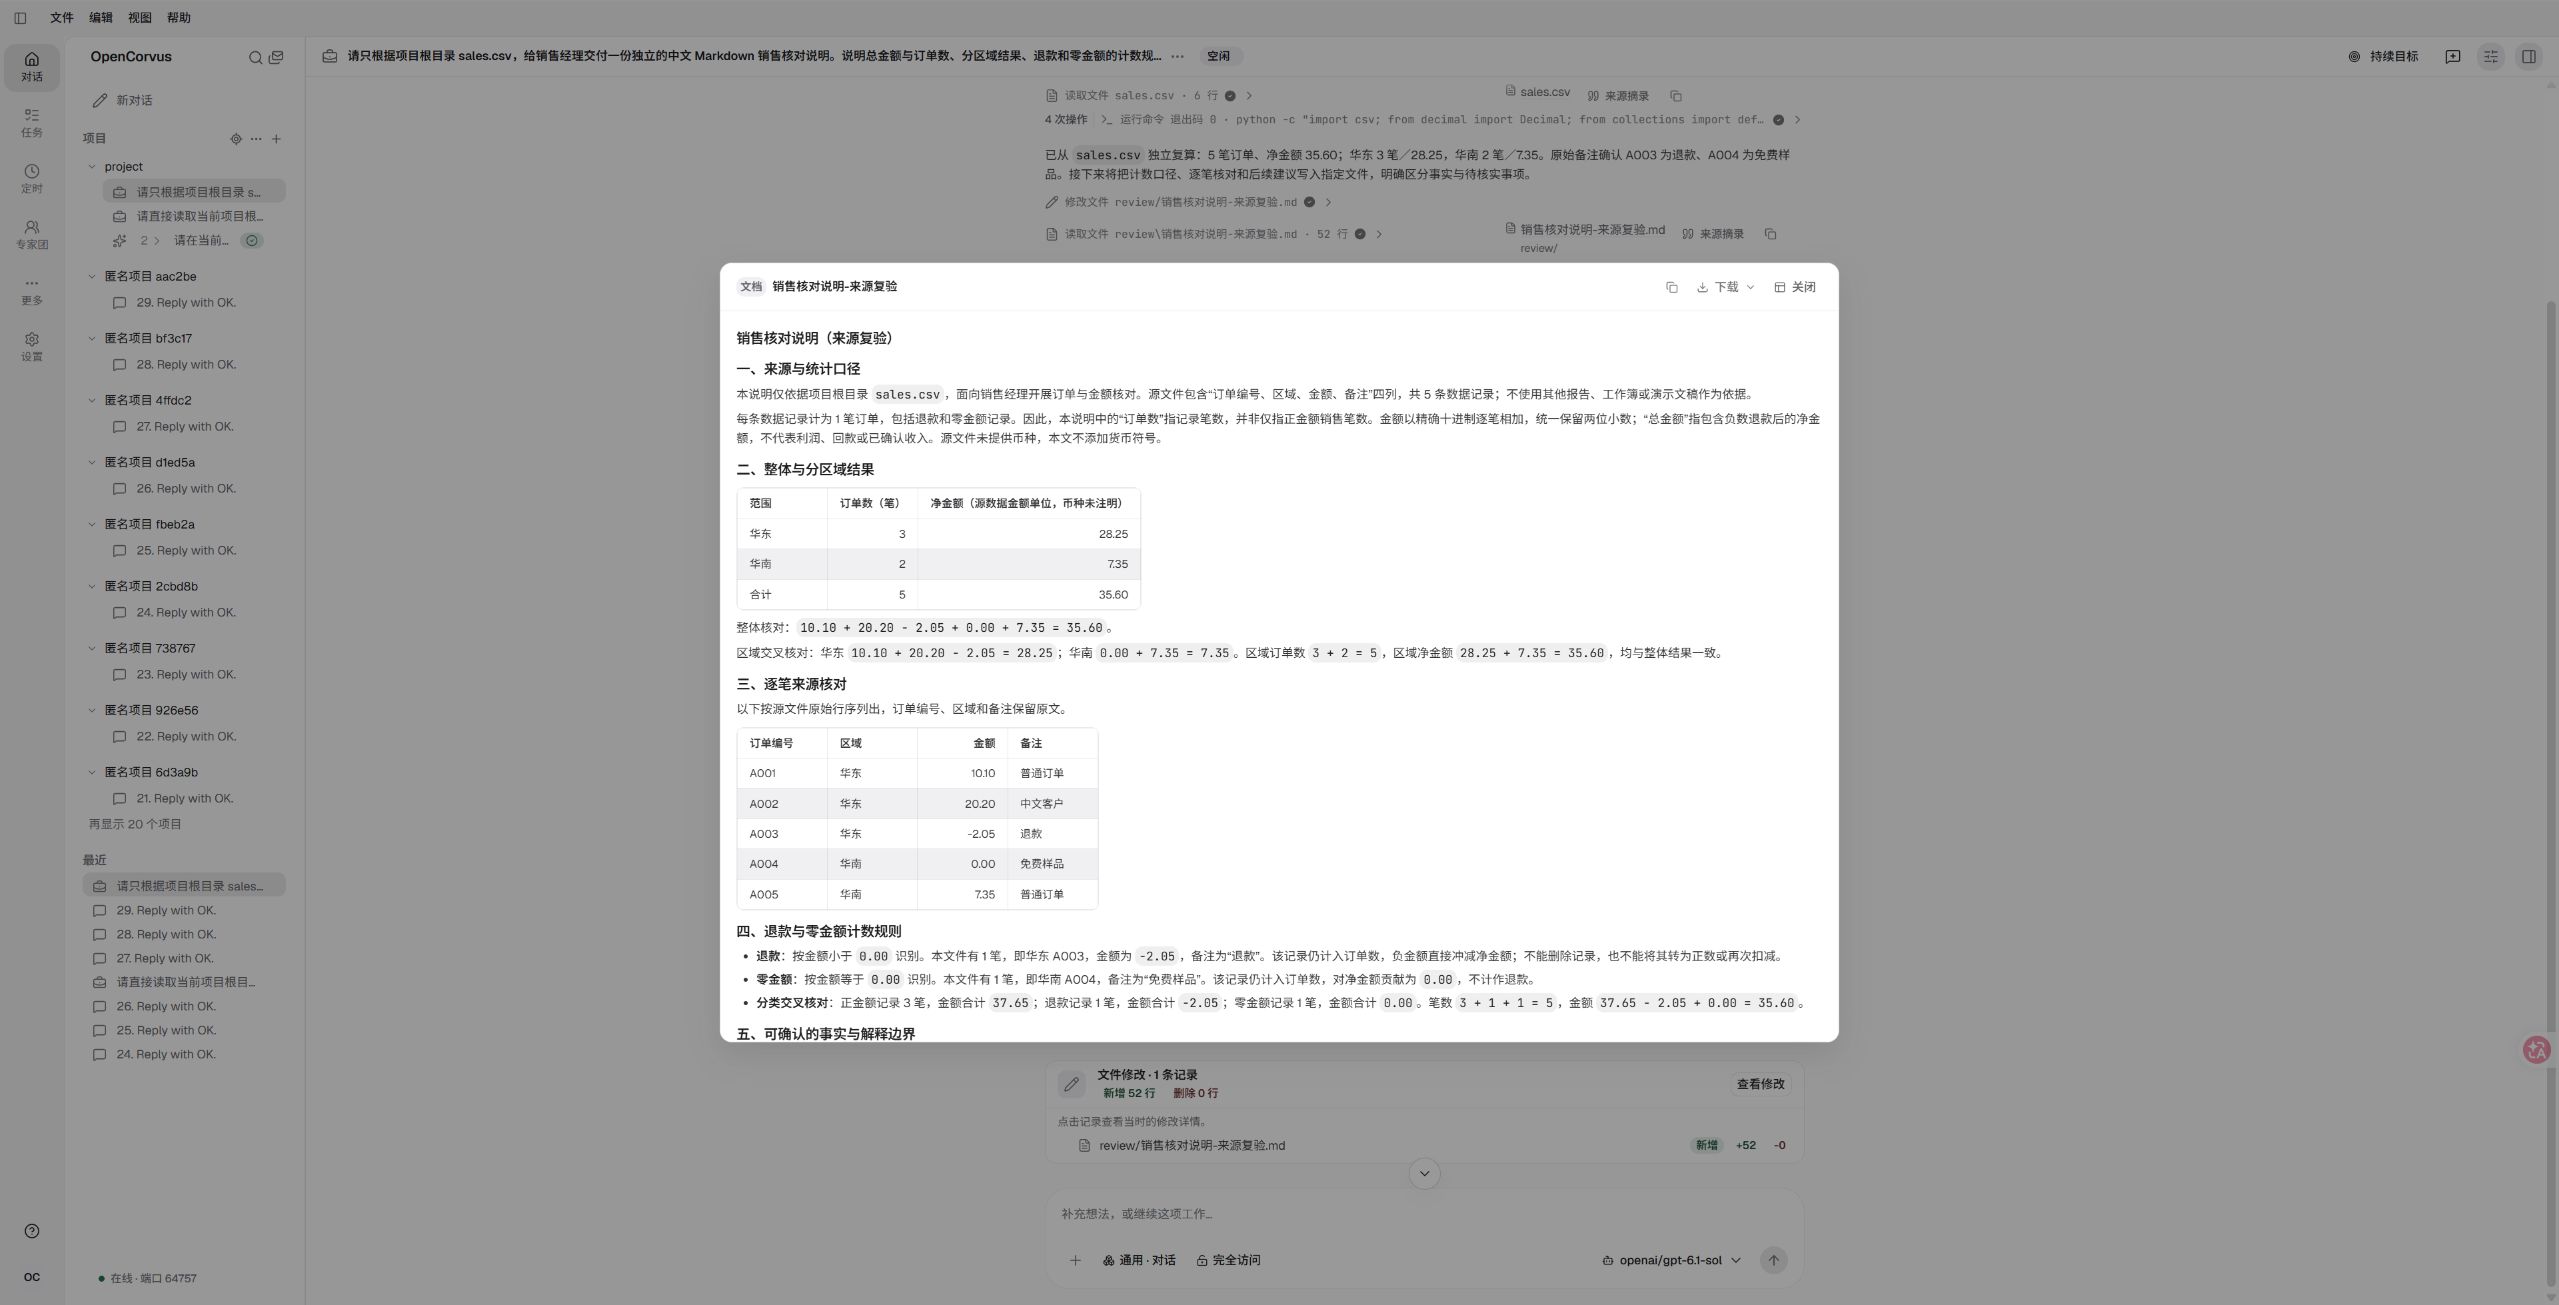 文件 编辑 视图 帮助
对话
任务
定时
专家团
更多
设置
OC
OpenCorvus
新对话
项目
project
请只根据项目根目录 s...
请直接读取当前项目根...
2 请在当前...
匿名项目 aac2be
29. Reply with OK.
匿名项目 bf3c17
28. Reply with OK.
匿名项目 4ffdc2
27. Reply with OK.
匿名项目 d1ed5a
26. Reply with OK.
匿名项目 fbeb2a
25. Reply with OK.
匿名项目 2cbd8b
24. Reply with OK.
匿名项目 738767
23. Reply with OK.
匿名项目 926e56
22. Reply with OK.
匿名项目 6d3a9b
21. Reply with OK.
再显示 20 个项目
最近
请只根据项目根目录 sales...
29. Reply with OK.
28. Reply with OK.
27. Reply with OK.
请直接读取当前项目根目...
26. Reply with OK.
25. Reply with OK.
24. Reply with OK.
在线 · 端口 64757
请只根据项目根目录 sales.csv，给销售经理交付一份独立的中文 Markdown 销售核对说明。说明总金额与订单数、分区域结果、退款和零金额的计数规... ··· 空闲
持续目标
读取文件 sales.csv · 6 行 sales.csv 来源摘录
4 次操作 运行命令 退出码 0 · python -c "import csv; from decimal import Decimal; from collections import def…
已从 sales.csv 独立复算：5 笔订单、净金额 35.60；华东 3 笔／28.25，华南 2 笔／7.35。原始备注确认 A003 为退款、A004 为免费样
品。接下来将把计数口径、逐笔核对和后续建议写入指定文件，明确区分事实与待核实事项。
修改文件 review/销售核对说明-来源复验.md
读取文件 review\销售核对说明-来源复验.md · 52 行 销售核对说明-来源复验.md 来源摘录
review/
文档 销售核对说明-来源复验 下载 关闭
销售核对说明（来源复验）
一、来源与统计口径
本说明仅依据项目根目录 sales.csv，面向销售经理开展订单与金额核对。源文件包含“订单编号、区域、金额、备注”四列，共 5 条数据记录；不使用其他报告、工作簿或演示文稿作为依据。
每条数据记录计为 1 笔订单，包括退款和零金额记录。因此，本说明中的“订单数”指记录笔数，并非仅指正金额销售笔数。金额以精确十进制逐笔相加，统一保留两位小数；“总金额”指包含负数退款后的净金
额，不代表利润、回款或已确认收入。源文件未提供币种，本文不添加货币符号。
二、整体与分区域结果
范围 订单数（笔） 净金额（源数据金额单位，币种未注明）
华东 3 28.25
华南 2 7.35
合计 5 35.60
整体核对：10.10 + 20.20 - 2.05 + 0.00 + 7.35 = 35.60。
区域交叉核对：华东 10.10 + 20.20 - 2.05 = 28.25；华南 0.00 + 7.35 = 7.35。区域订单数 3 + 2 = 5，区域净金额 28.25 + 7.35 = 35.60，均与整体结果一致。
三、逐笔来源核对
以下按源文件原始行序列出，订单编号、区域和备注保留原文。
订单编号 区域 金额 备注
A001 华东 10.10 普通订单
A002 华东 20.20 中文客户
A003 华东 -2.05 退款
A004 华南 0.00 免费样品
A005 华南 7.35 普通订单
四、退款与零金额计数规则
• 退款：按金额小于 0.00 识别。本文件有 1 笔，即华东 A003，金额为 -2.05，备注为“退款”。该记录仍计入订单数，负金额直接冲减净金额；不能删除记录，也不能将其转为正数或再次扣减。
• 零金额：按金额等于 0.00 识别。本文件有 1 笔，即华南 A004，备注为“免费样品”。该记录仍计入订单数，对净金额贡献为 0.00，不计作退款。
• 分类交叉核对：正金额记录 3 笔，金额合计 37.65；退款记录 1 笔，金额合计 -2.05；零金额记录 1 笔，金额合计 0.00。笔数 3 + 1 + 1 = 5，金额 37.65 - 2.05 + 0.00 = 35.60。
五、可确认的事实与解释边界
文件修改 · 1 条记录
新增 52 行 删除 0 行
查看修改
点击记录查看当时的修改详情。
review/销售核对说明-来源复验.md 新增 +52 -0
补充想法，或继续这项工作...
通用 · 对话 完全访问 openai/gpt-6.1-sol